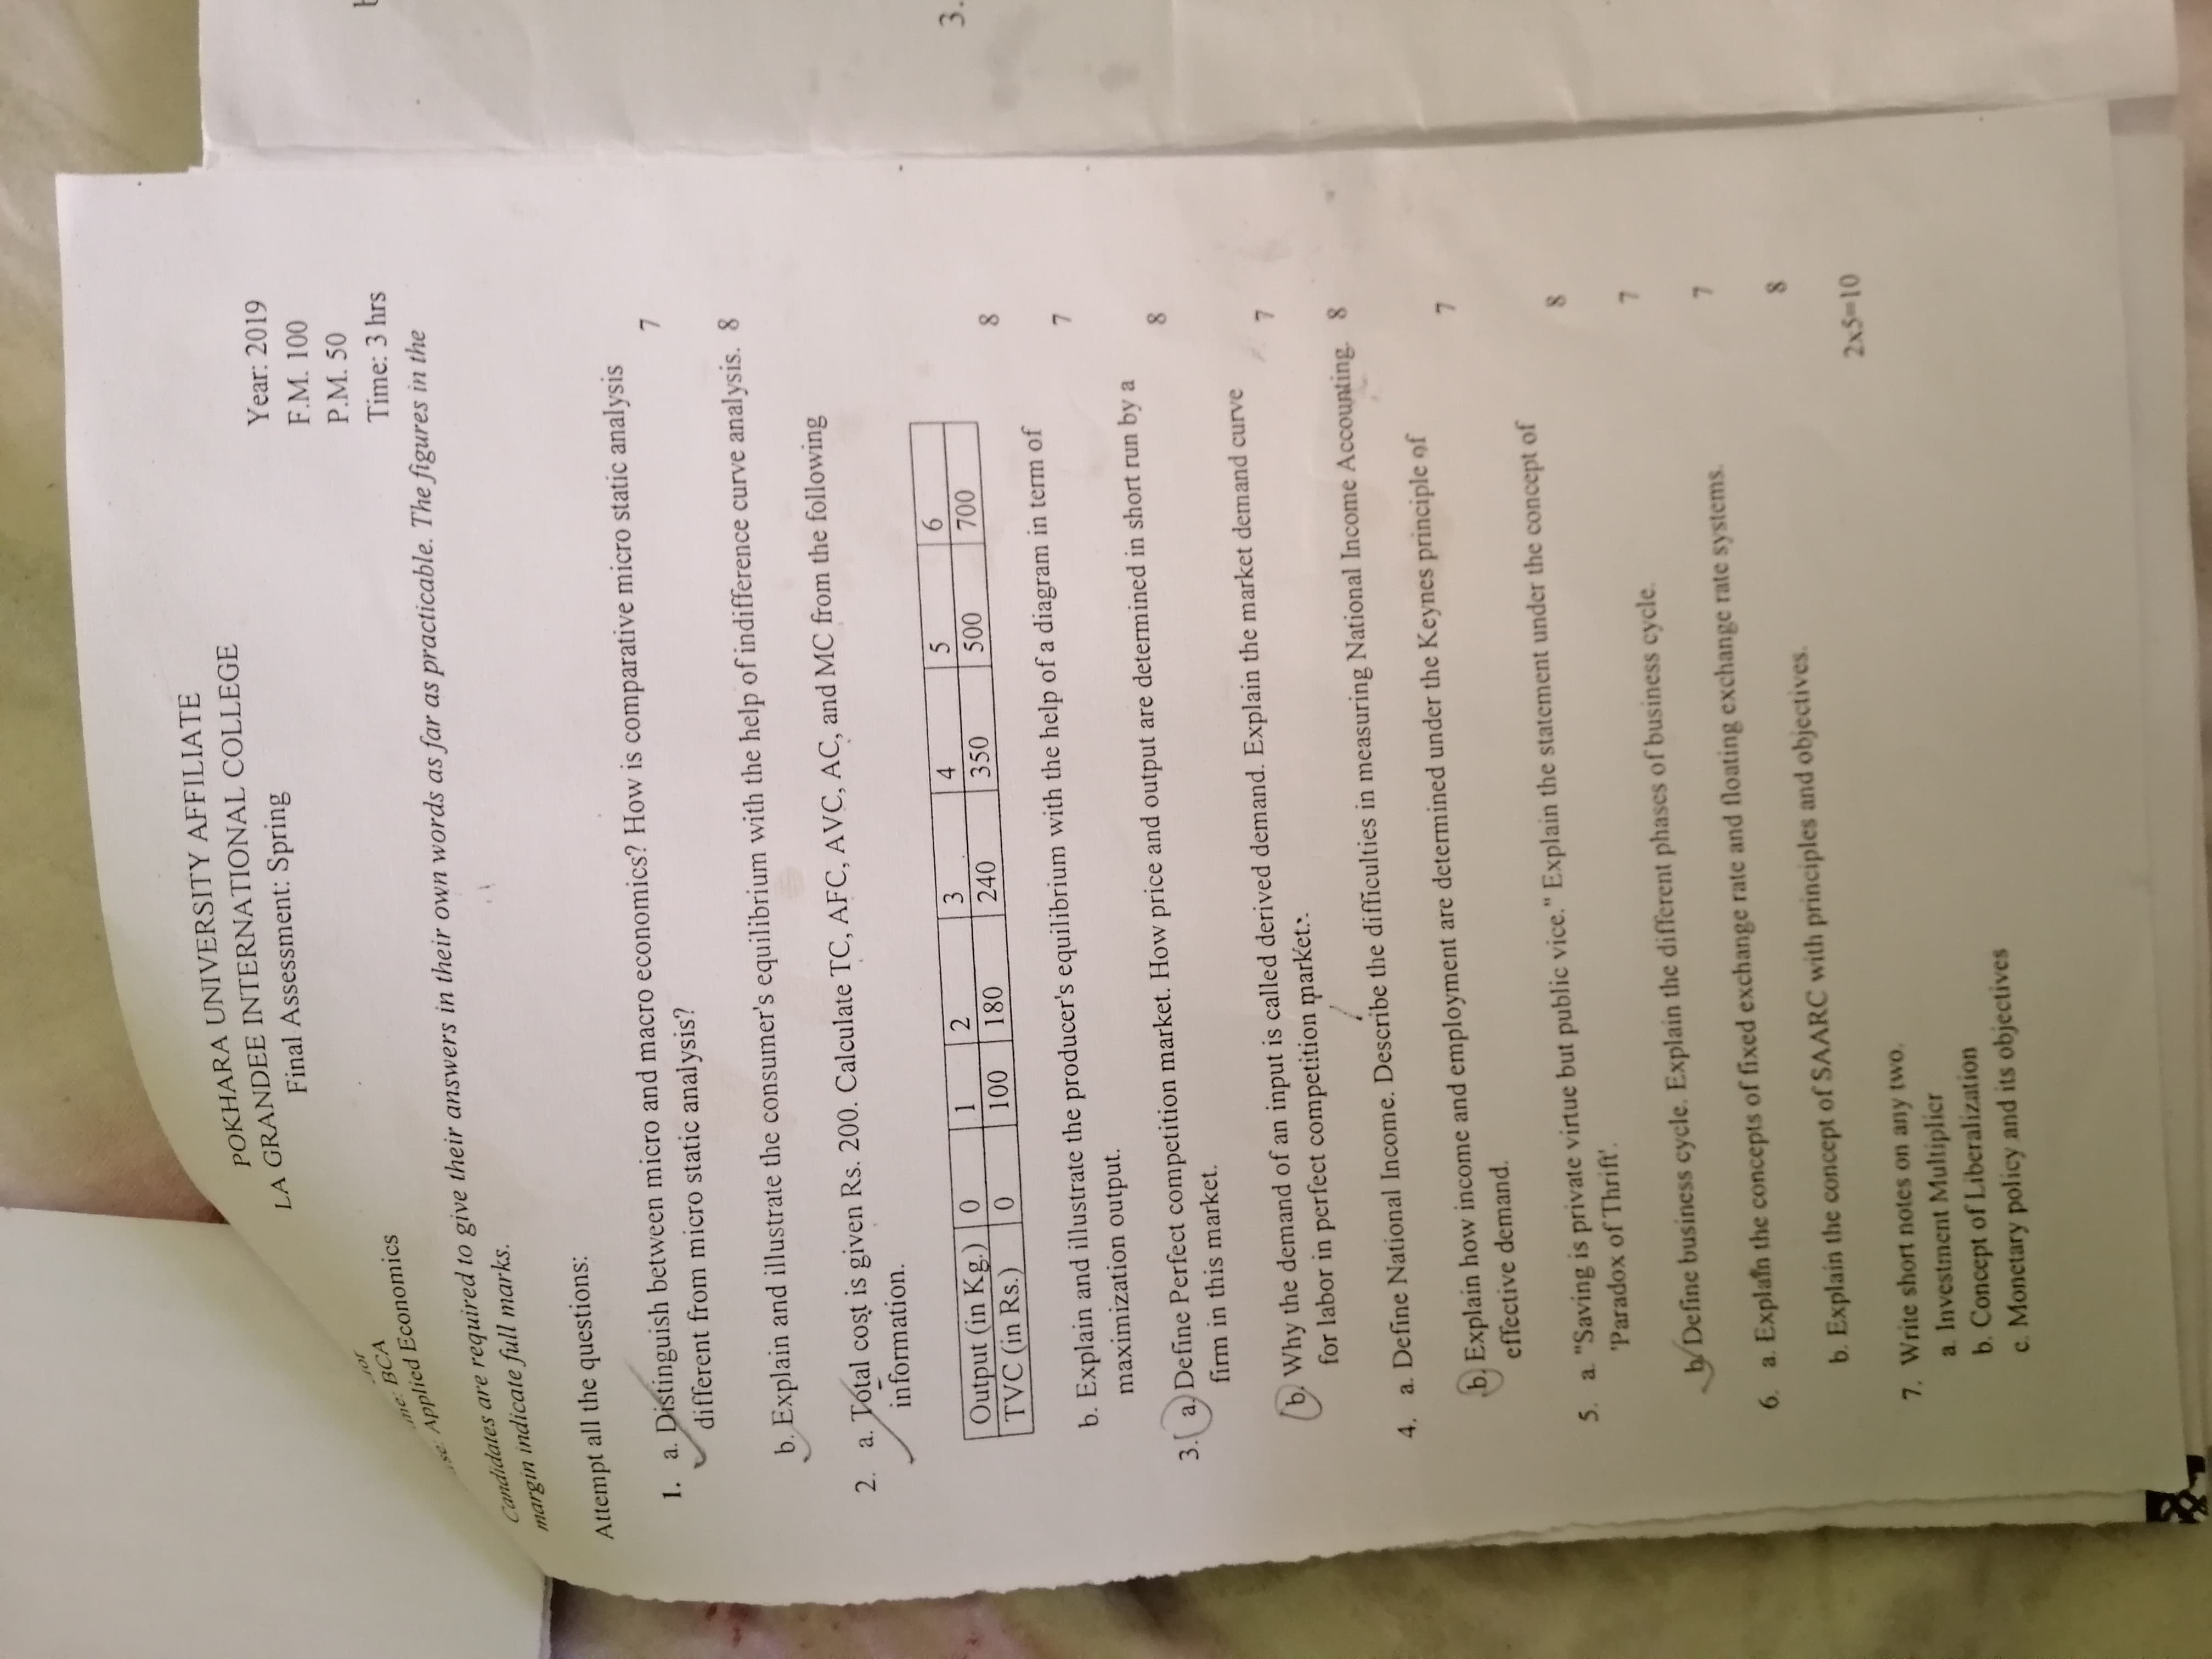 POKHARA UNIVERSITY AFFILIATE
LA GRANDEE INTERNATIONAL COLLEGE
Final Assessment: Spring
Year: 2019
F.M. 100
P.M. 50
Time: 3 hrs
BCA
Applied Economics
Candidates are required to give their answers in their own words as far as practicable. The figures in the
margin indicate full marks.
Attempt all the questions:
1. a. Distinguish between micro and macro economics? How is comparative micro static analysis
different from micro static analysis? 7
b. Explain and illustrate the consumer's equilibrium with the help of indifference curve analysis. 8
2. a. Total cost is given Rs. 200. Calculate TC, AFC, AVC, AC, and MC from the following
information.
Output (in Kg.) 0 1 2 3 4 5 6
TVC (in Rs.) 0 100 180 240 350 500 700
8
b. Explain and illustrate the producer's equilibrium with the help of a diagram in term of 7
maximization output.
3. a. Define Perfect competition market. How price and output are determined in short run by a 8
firm in this market.
b. Why the demand of an input is called derived demand. Explain the market demand curve 7
for labor in perfect competition market.
4. a. Define National Income. Describe the difficulties in measuring National Income Accounting. 8
b. Explain how income and employment are determined under the Keynes principle of 7
effective demand.
5. a. "Saving is private virtue but public vice." Explain the statement under the concept of 8
'Paradox of Thrift'.
b. Define business cycle. Explain the different phases of business cycle. 7
6. a. Explain the concepts of fixed exchange rate and floating exchange rate systems. 7
b. Explain the concept of SAARC with principles and objectives. 8
7. Write short notes on any two. 2x5=10
a. Investment Multiplier
b. Concept of Liberalization
c. Monetary policy and its objectives
3.